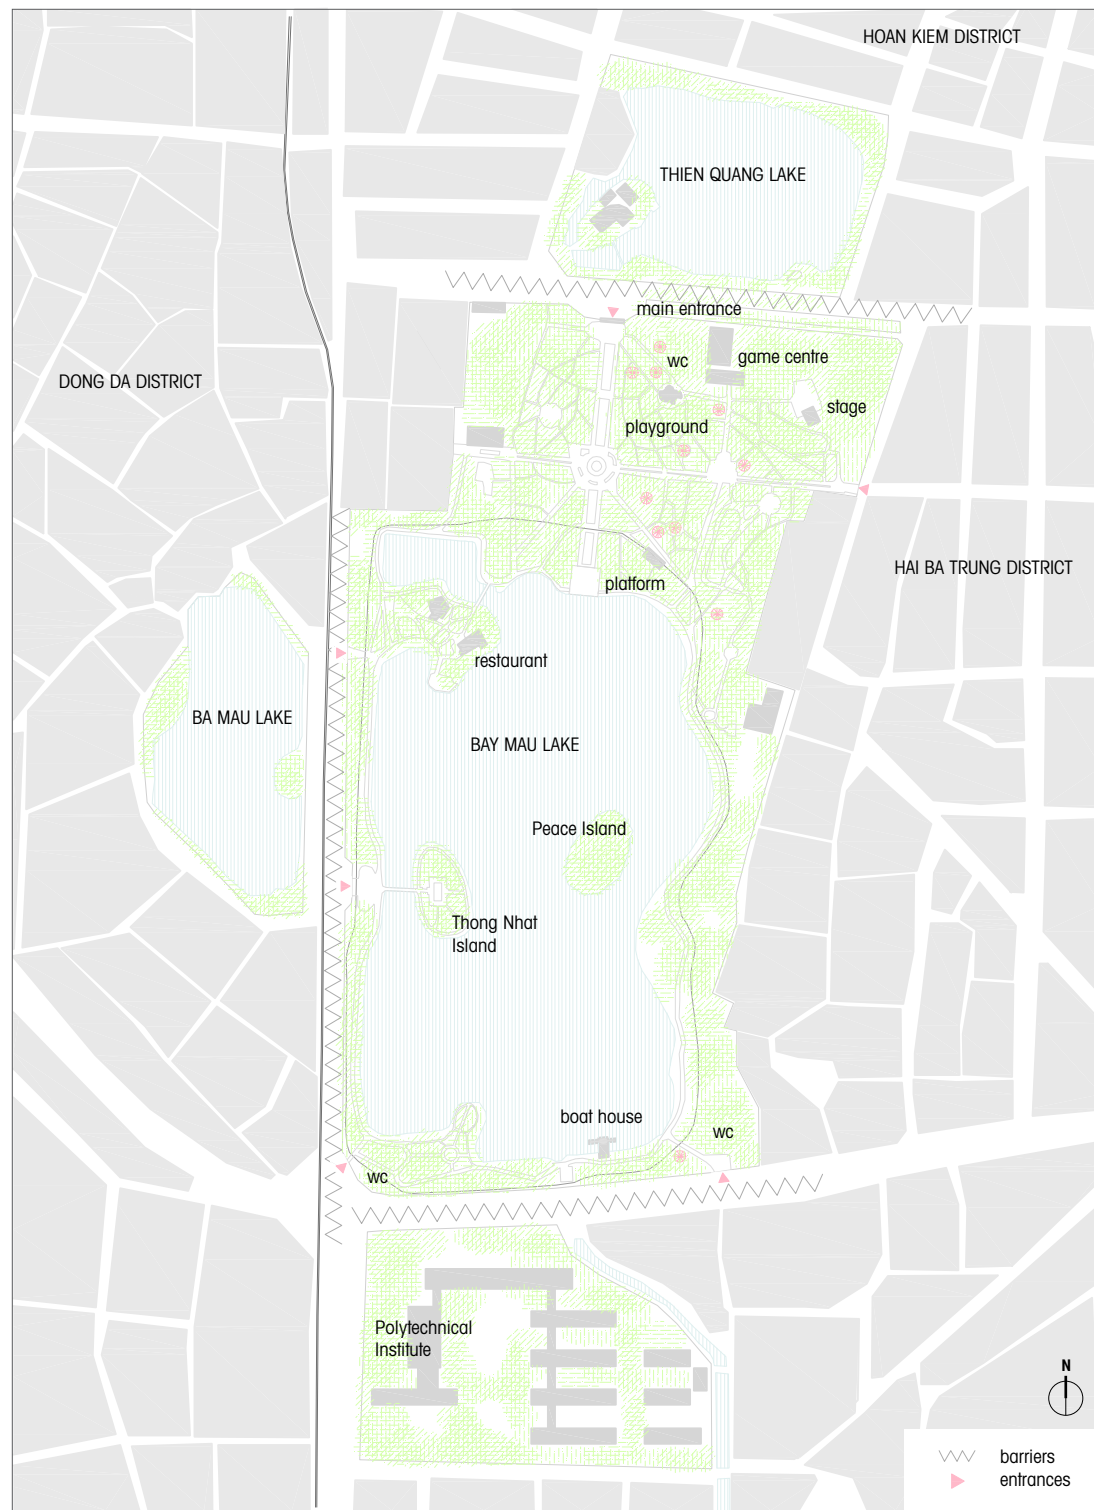 HOAN KIEM DISTRICT
THIEN QUANG LAKE
main entrance
wc
game centre
DONG DA DISTRICT
stage
playground
HAI BA TRUNG DISTRICT
platform
restaurant
BA MAU LAKE
BAY MAU LAKE
Peace Island
Thong Nhat
Island
boat house
wc
wc
Polytechnical
Institute
N
barriers
entrances